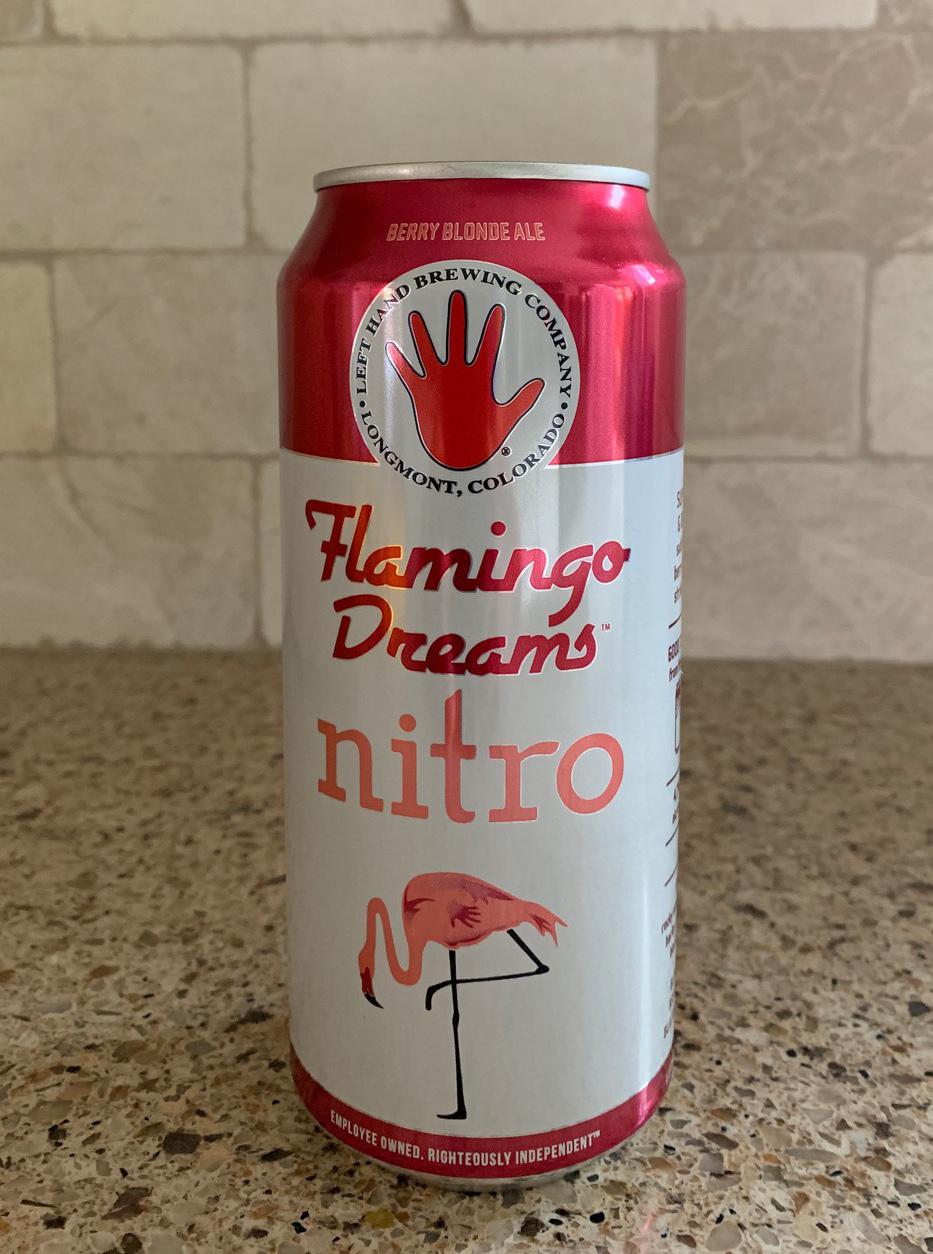 BERRY BLONDE ALE
LEFT HAND BREWING COMPANY
• LONGMONT, COLORADO •
®
Flamingo
Dreams™
nitro
EMPLOYEE OWNED. RIGHTEOUSLY INDEPENDENT™